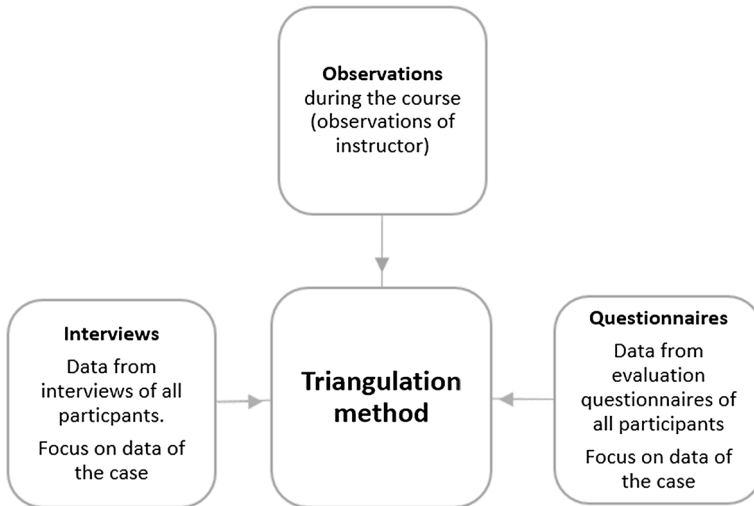 Observations
during the course
(observations of
instructor)
Interviews
Data from
interviews of all
particpants.
Focus on data of
the case
Triangulation
method
Questionnaires
Data from
evaluation
questionnaires of
all participants
Focus on data of
the case